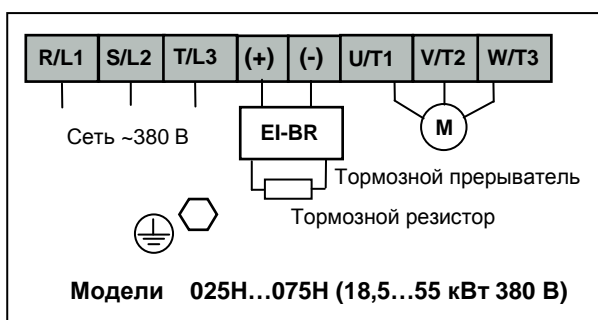 R/L1 S/L2 T/L3 (+) (-) U/T1 V/T2 W/T3
Сеть ~380 В
EI-BR
М
Тормозной прерыватель
Тормозной резистор
Модели 025H…075H (18,5…55 кВт 380 В)